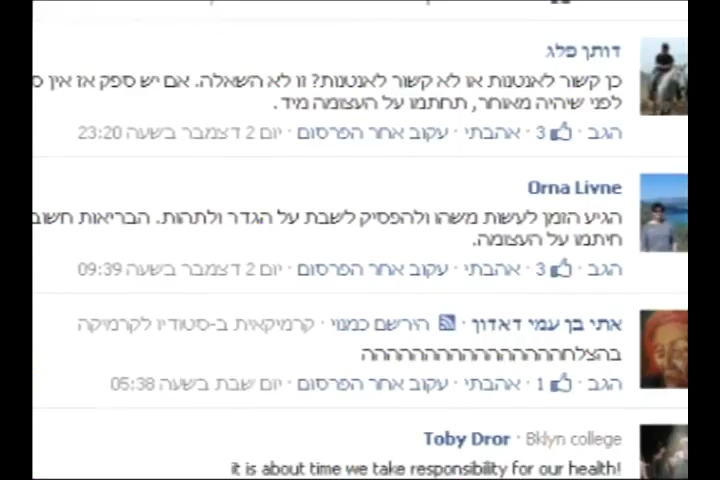 דותן פלג
כן קשור לאנטנות או לא קשור לאנטנות? זו לא השאלה. אם יש ספק אז אין
לפני שיהיה מאוחר, תחתמו על העצומה מיד.
הגב · 3 · אהבתי · עקוב אחר הפרסום · יום 2 דצמבר בשעה 23:20
Orna Livne
הגיע הזמן לעשות משהו ולהפסיק לשבת על הגדר ולתהות. הבריאות חשוב
חיתמו על העצומה.
הגב · 3 · אהבתי · עקוב אחר הפרסום · יום 2 דצמבר בשעה 09:39
אתי בן עמי דאדון · הירשם כמנוי · קרמיקאית ב-סטודיו לקרמיקה
בהצלחהההההההההההההההההה
הגב · 1 · אהבתי · עקוב אחר הפרסום · יום שבת בשעה 05:38
Toby Dror · Bklyn college
it is about time we take responsibility for our health!